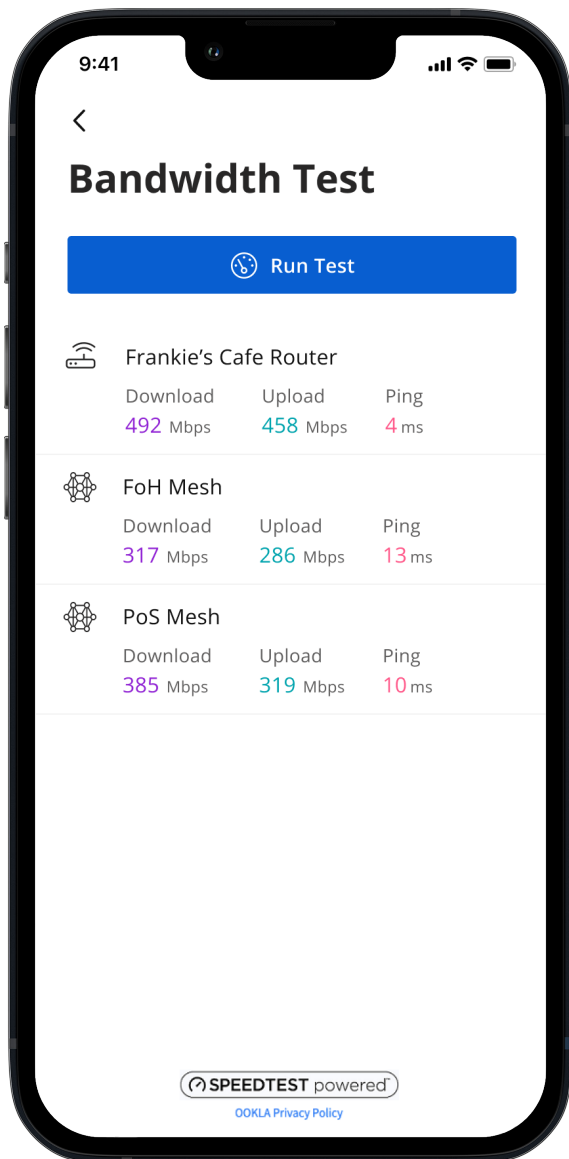 9:41
Bandwidth Test
Run Test
Frankie’s Cafe Router
Download Upload Ping
492 Mbps 458 Mbps 4 ms
FoH Mesh
Download Upload Ping
317 Mbps 286 Mbps 13 ms
PoS Mesh
Download Upload Ping
385 Mbps 319 Mbps 10 ms
SPEEDTEST powered™
OOKLA Privacy Policy